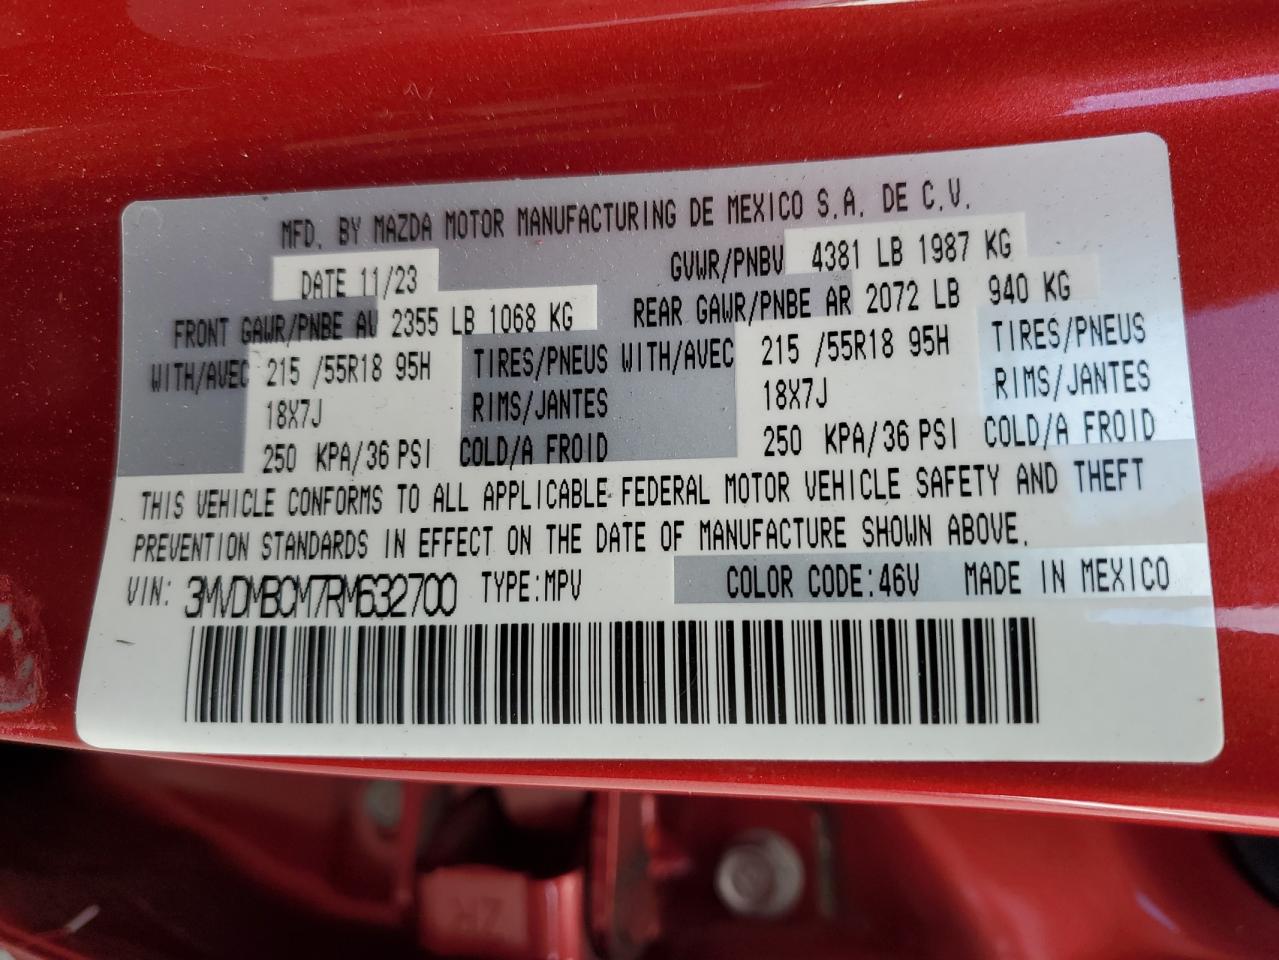 MFD. BY MAZDA MOTOR MANUFACTURING DE MEXICO S.A. DE C.V.
DATE 11/23 GVWR/PNBV 4381 LB 1987 KG
FRONT GAWR/PNBE AV 2355 LB 1068 KG REAR GAWR/PNBE AR 2072 LB 940 KG
WITH/AVEC 215 /55R18 95H TIRES/PNEUS WITH/AVEC 215 /55R18 95H TIRES/PNEUS
18X7J RIMS/JANTES 18X7J RIMS/JANTES
250 KPA/36 PSI COLD/A FROID 250 KPA/36 PSI COLD/A FROID
THIS VEHICLE CONFORMS TO ALL APPLICABLE FEDERAL MOTOR VEHICLE SAFETY AND THEFT
PREVENTION STANDARDS IN EFFECT ON THE DATE OF MANUFACTURE SHOWN ABOVE.
VIN: 3MVDMBCM7RM632700 TYPE:MPV COLOR CODE:46V MADE IN MEXICO